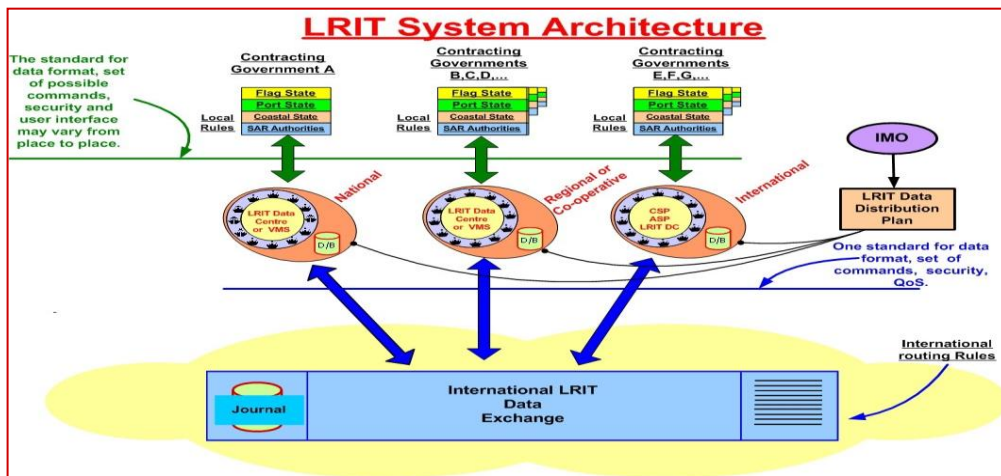 LRIT System Architecture
The standard for
data format, set
of possible
commands,
security and
user interface
may vary from
place to place.
Contracting
Government A
Local
Rules
Flag State
Port State
Coastal State
SAR Authorities
Contracting
Governments
B,C,D,...
Local
Rules
Flag State
Port State
Coastal State
SAR Authorities
Contracting
Governments
E,F,G,...
Local
Rules
Flag State
Port State
Coastal State
SAR Authorities
IMO
LRIT Data
Distribution
Plan
National
LRIT Data
Centre
or VMS
D/B
Regional or
Co-operative
LRIT Data
Centre
or VMS
D/B
International
CSP
ASP
LRIT DC
D/B
One standard for data
format, set of
commands, security,
QoS.
International
routing Rules
Journal
International LRIT
Data
Exchange